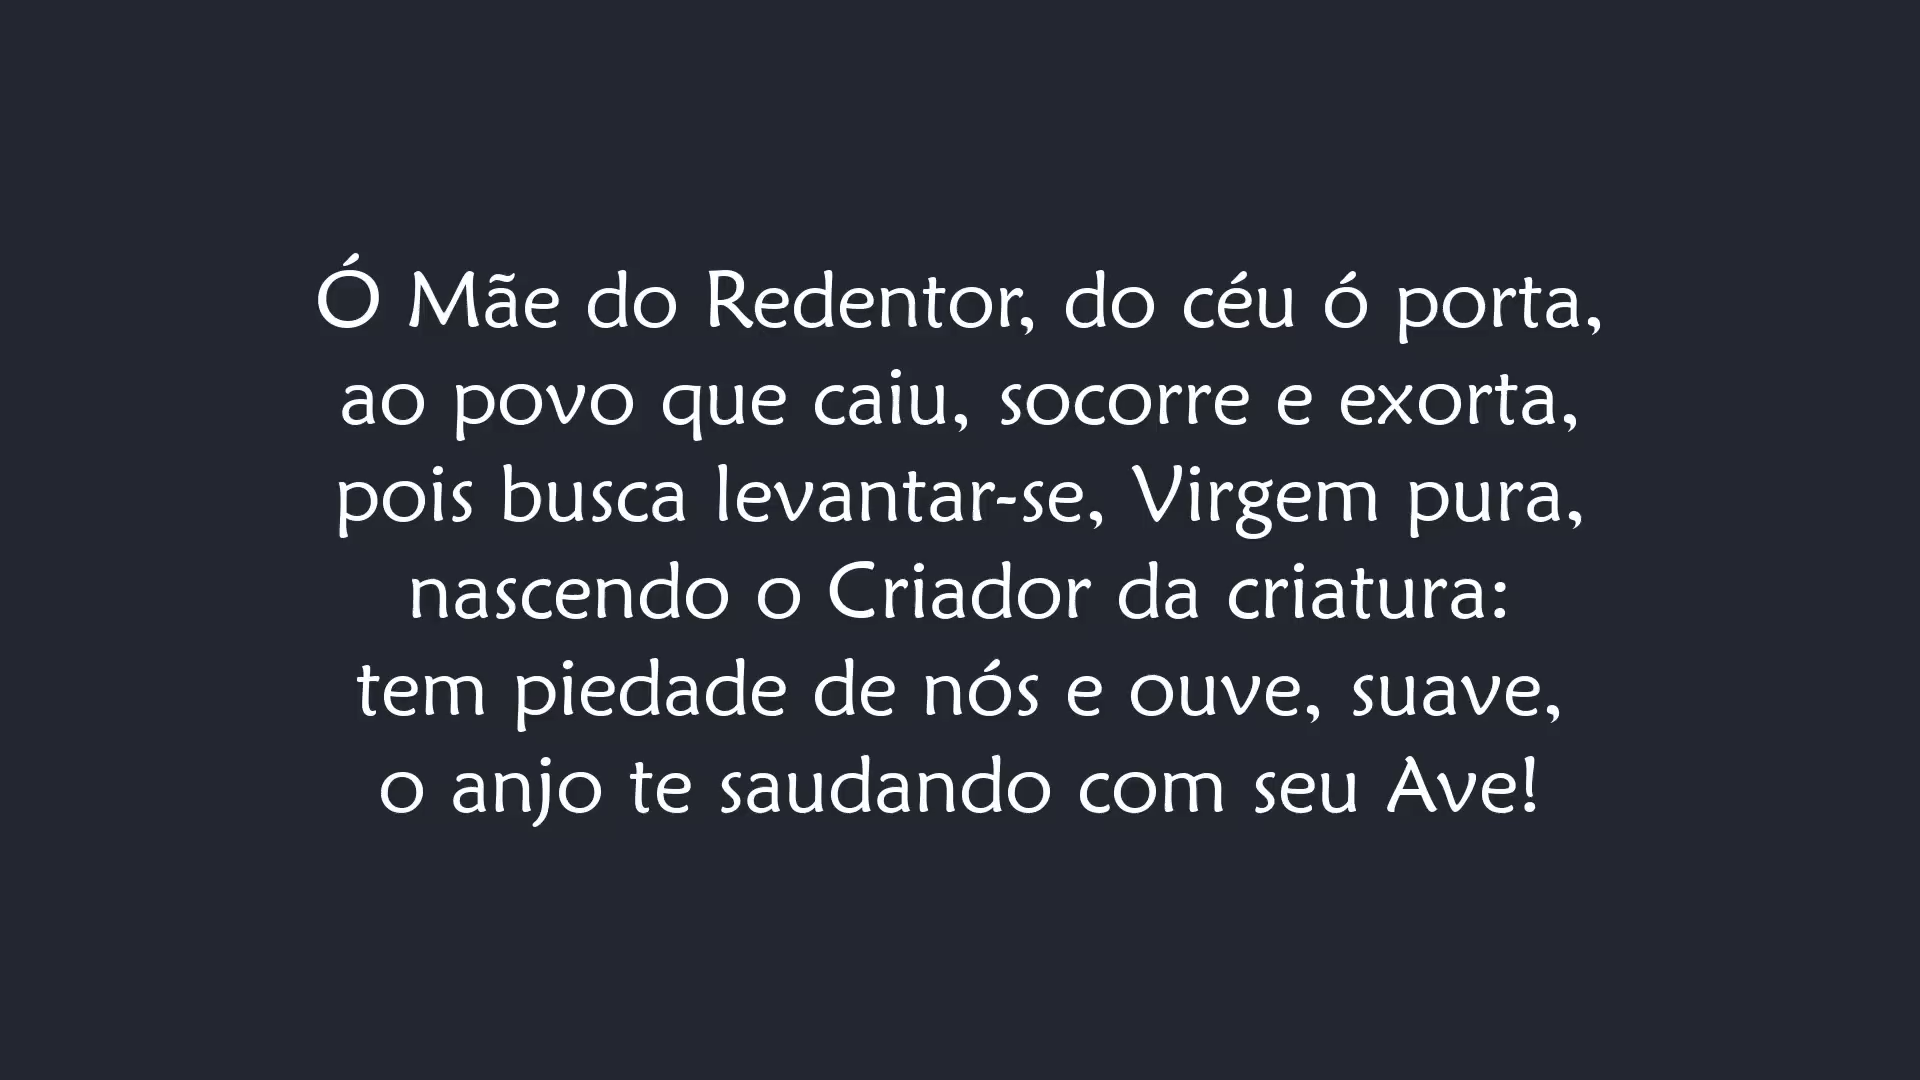 Ó Mãe do Redentor, do céu ó porta,
ao povo que caiu, socorre e exorta,
pois busca levantar-se, Virgem pura,
nascendo o Criador da criatura:
tem piedade de nós e ouve, suave,
o anjo te saudando com seu Ave!